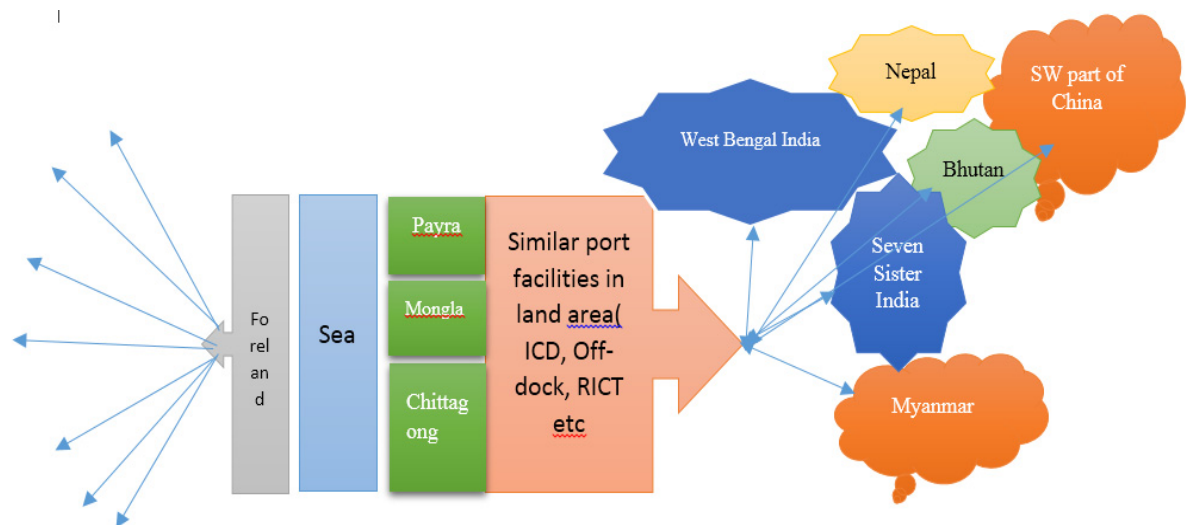 Fo
rel
an
d
Sea
Payra
Mongla
Chittag
ong
Similar port
facilities in
land area(
ICD, Off-
dock, RICT
etc
West Bengal India
Nepal
SW part of
China
Bhutan
Seven
Sister
India
Myanmar